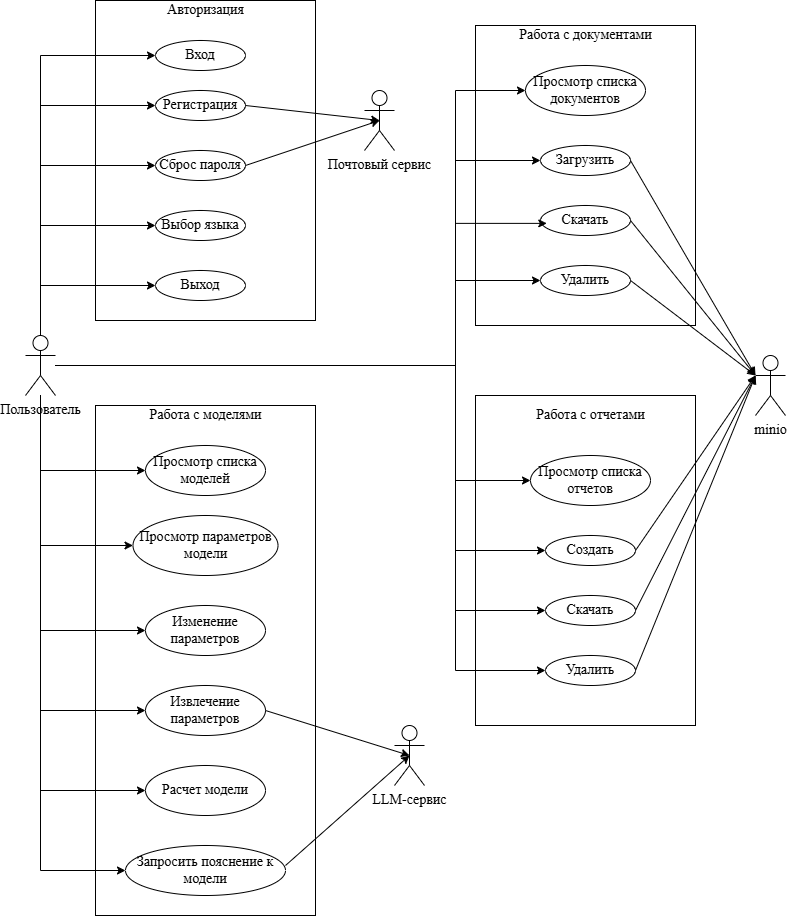 Авторизация
Вход
Регистрация
Сброс пароля
Выбор языка
Выход
Почтовый сервис
Работа с документами
Просмотр списка
документов
Загрузить
Скачать
Удалить
Пользователь
minio
Работа с моделями
Просмотр списка
моделей
Просмотр параметров
модели
Изменение
параметров
Извлечение
параметров
Расчет модели
Запросить пояснение к
модели
LLM-сервис
Работа с отчетами
Просмотр списка
отчетов
Создать
Скачать
Удалить